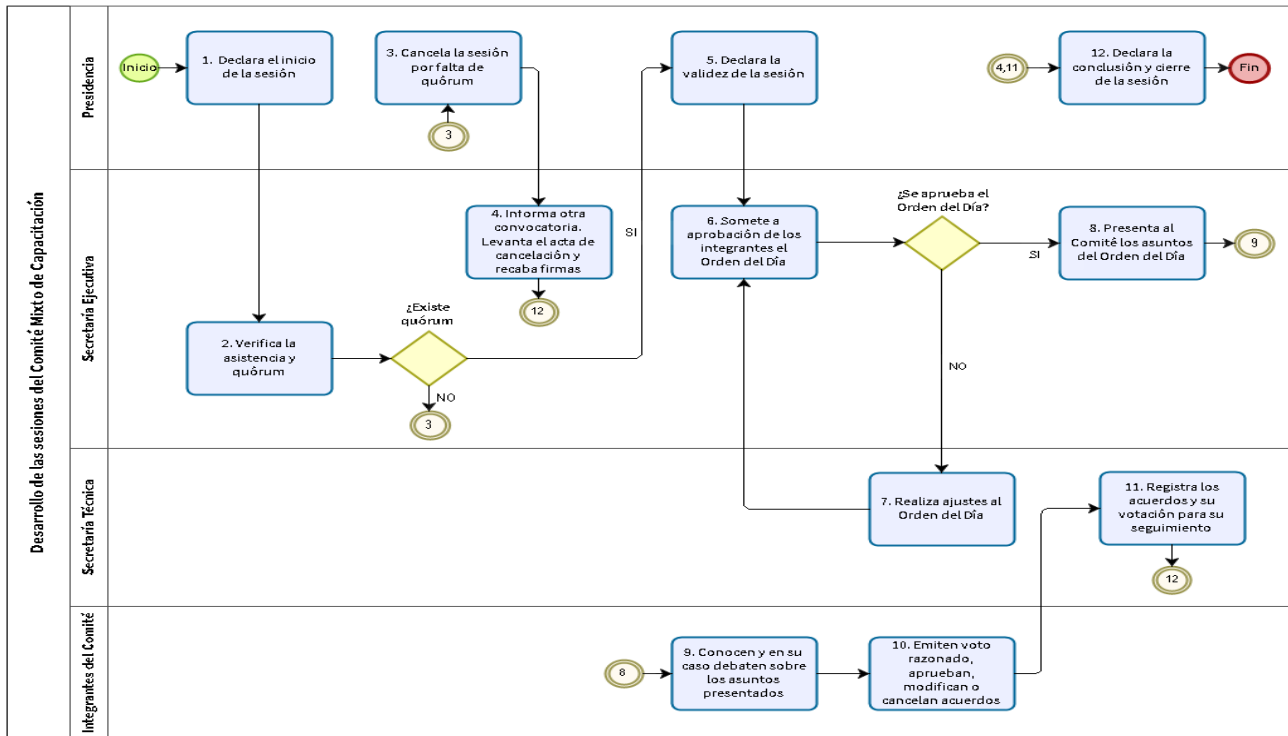 Desarrollo de las sesiones del Comité Mixto de Capacitación
Presidencia
Inicio
1. Declara el inicio
de la sesión
3. Cancela la sesión
por falta de
quórum
3
5. Declara la
validez de la sesión
4,11
12. Declara la
conclusión y cierre
de la sesión
Fin
Secretaría Ejecutiva
2. Verifica la
asistencia y
quórum
¿Existe
quórum
NO
3
SI
4. Informa otra
convocatoria.
Levanta el acta de
cancelación y
recaba firmas
12
6. Somete a
aprobación de los
integrantes el
Orden del Día
¿Se aprueba el
Orden del Día?
SI
NO
8. Presenta al
Comité los asuntos
del Orden del Día
9
Secretaría Técnica
7. Realiza ajustes al
Orden del Día
11. Registra los
acuerdos y su
votación para su
seguimiento
12
Integrantes del Comité
8
9. Conocen y en su
caso debaten sobre
los asuntos
presentados
10. Emiten voto
razonado,
aprueban,
modifican o
cancelan acuerdos